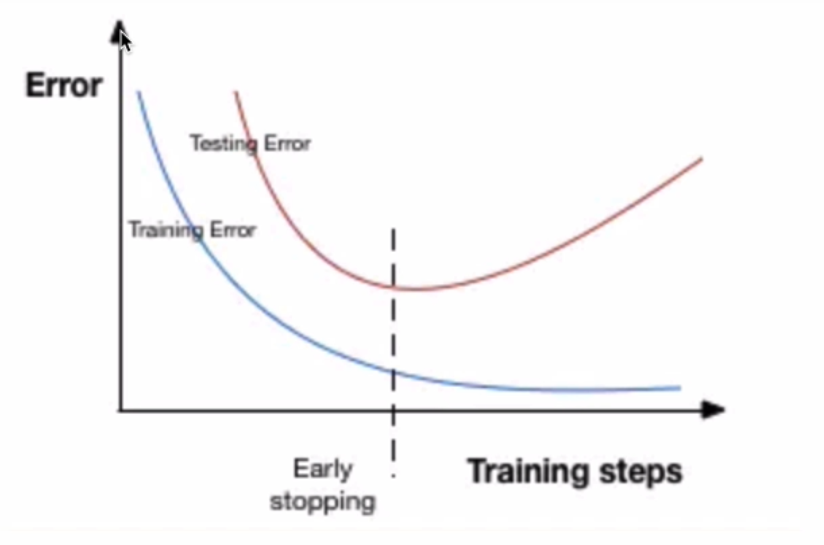 Error
Testing Error
Training Error
Early
stopping
Training steps